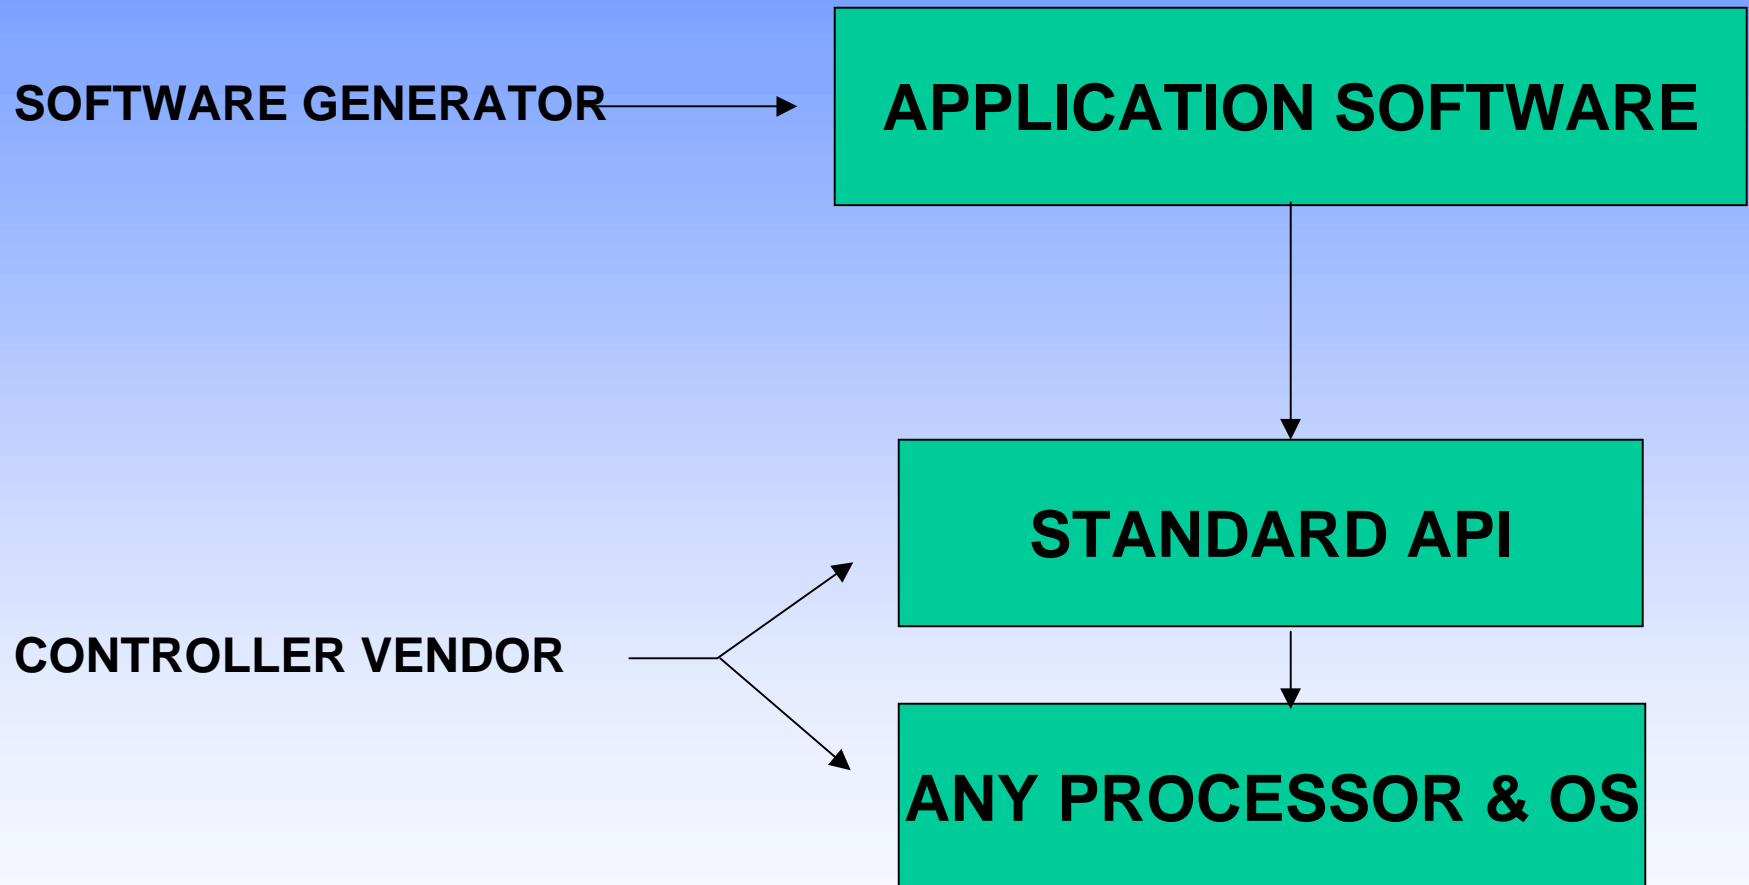 SOFTWARE GENERATOR
APPLICATION SOFTWARE
STANDARD API
CONTROLLER VENDOR
ANY PROCESSOR & OS